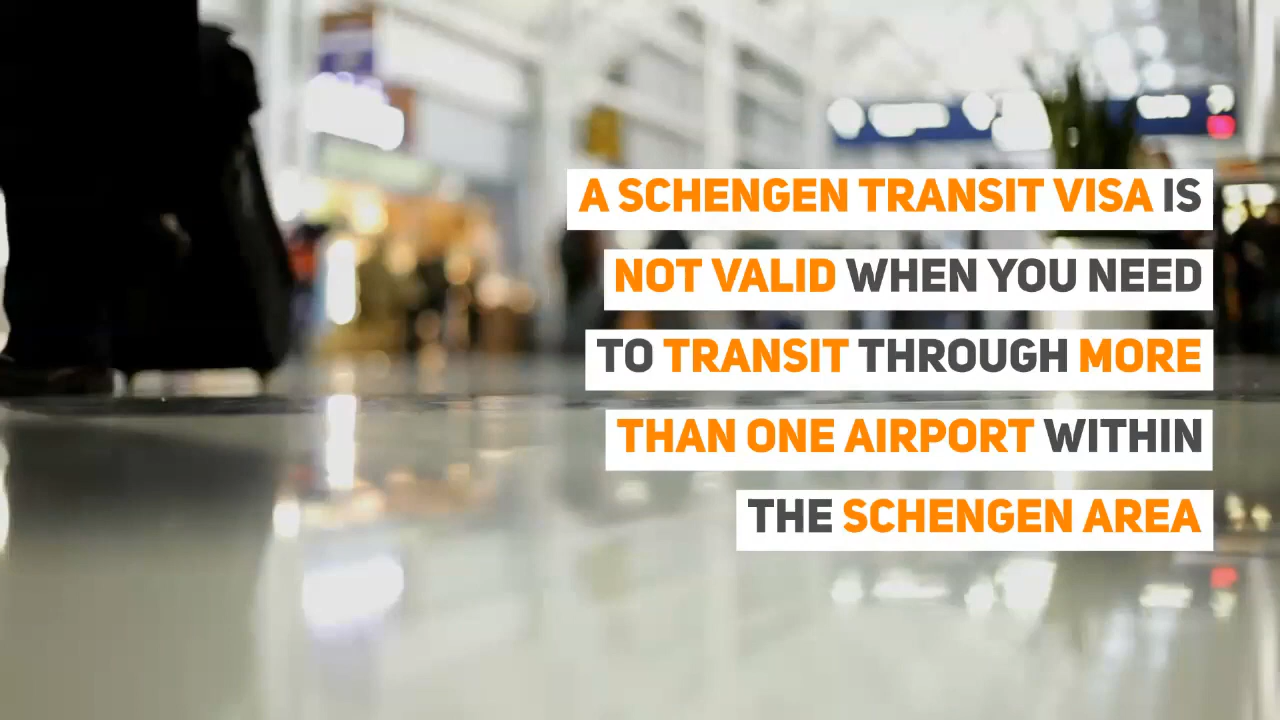 A SCHENGEN TRANSIT VISA IS
NOT VALID WHEN YOU NEED
TO TRANSIT THROUGH MORE
THAN ONE AIRPORT WITHIN
THE SCHENGEN AREA